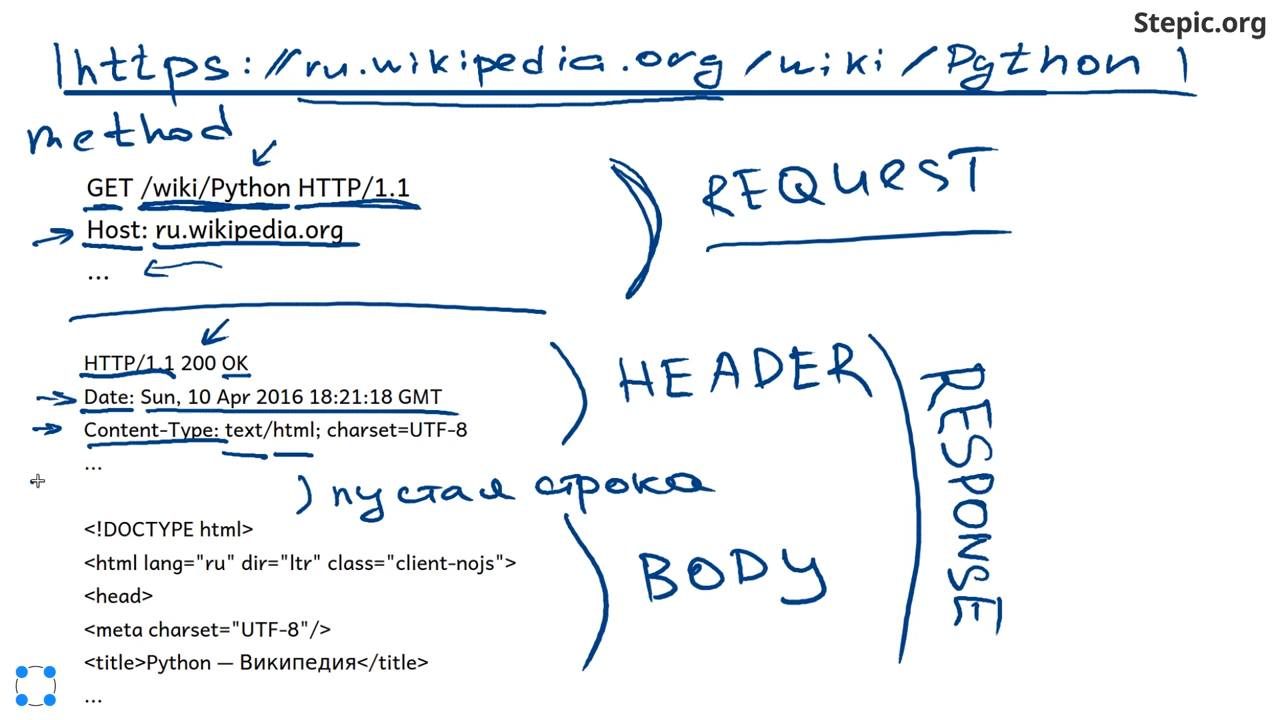 Stepic.org
https://ru.wikipedia.org/wiki/Python
method
GET /wiki/Python HTTP/1.1
Host: ru.wikipedia.org
...
REQUEST
HTTP/1.1 200 OK
Date: Sun, 10 Apr 2016 18:21:18 GMT
Content-Type: text/html; charset=UTF-8
...
HEADER
RESPONSE
пустая строка
<!DOCTYPE html>
<html lang="ru" dir="ltr" class="client-nojs">
<head>
<meta charset="UTF-8"/>
<title>Python — Википедия</title>
...
BODY